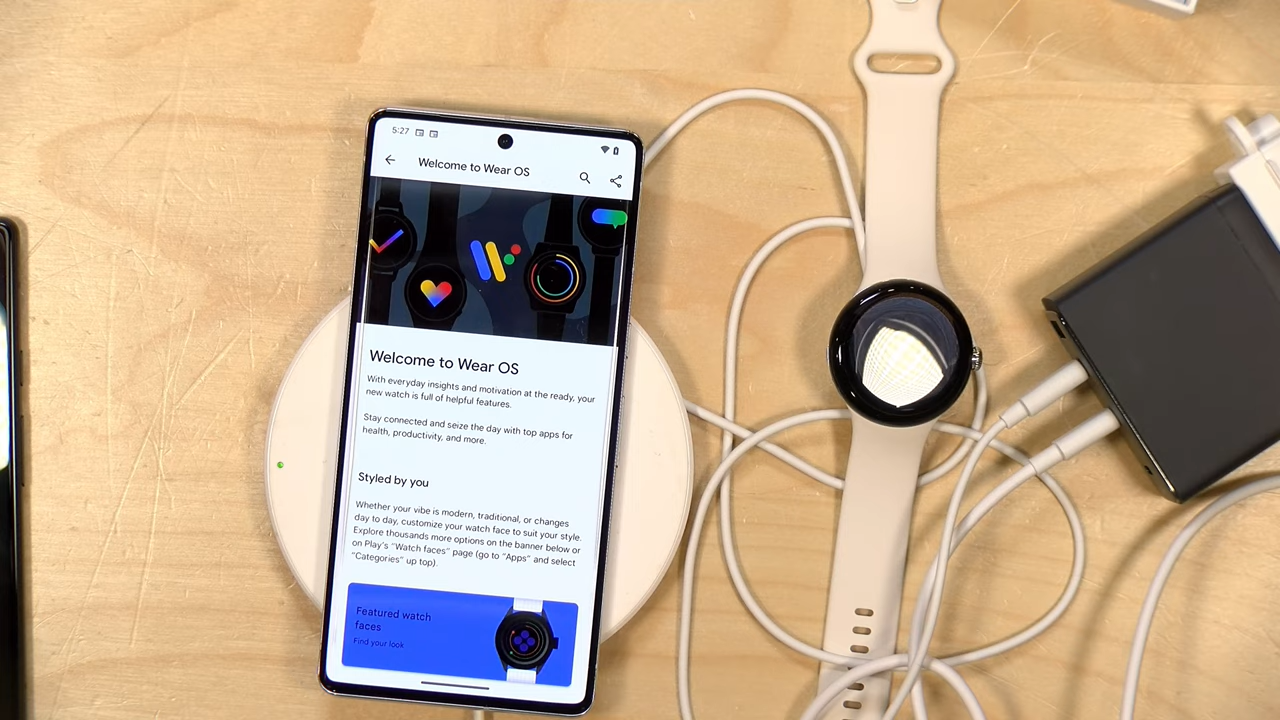 5:27
Welcome to Wear OS
Welcome to Wear OS
With everyday insights and motivation at the ready, your
new watch is full of helpful features.
Stay connected and seize the day with top apps for
health, productivity, and more.
Styled by you
Whether your vibe is modern, traditional, or changes
day to day, customize your watch face to suit your style.
Explore thousands more options on the banner below or
on Play's "Watch faces" page (go to "Apps" and select
"Categories" up top).
Featured watch
faces
Find your look